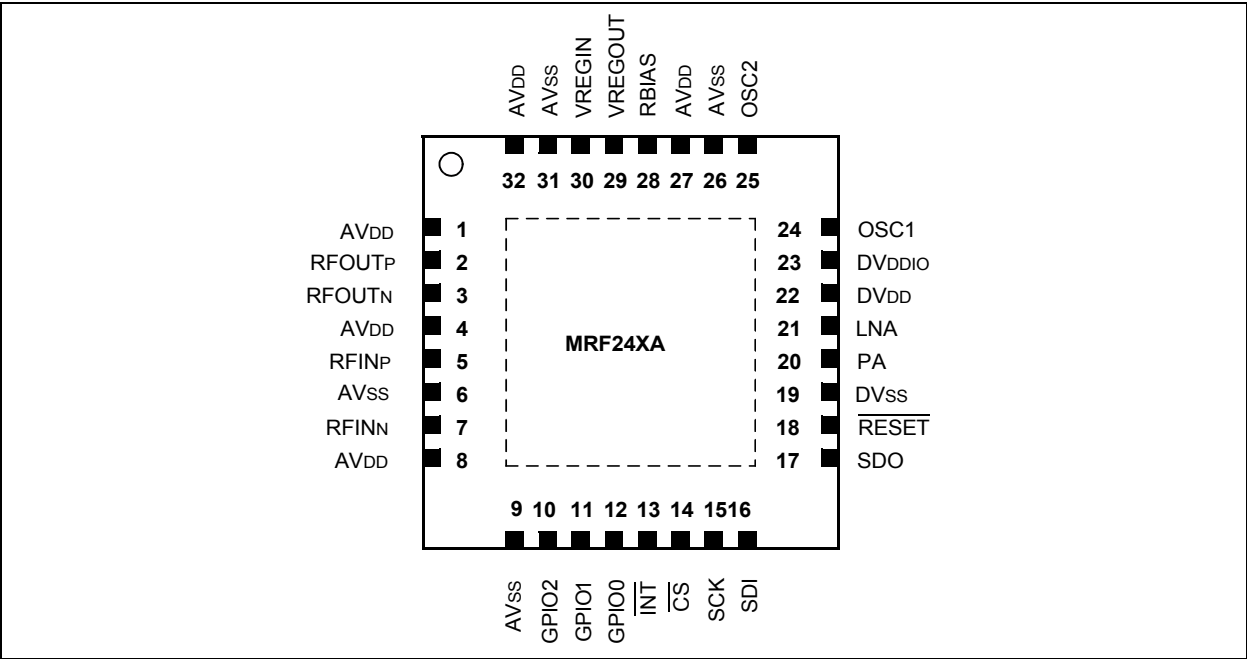 AVDD
AVSS
VREGIN
VREGOUT
RBIAS
AVDD
AVSS
OSC2
32 31 30 29 28 27 26 25
AVDD 1
RFOUTP 2
RFOUTN 3
AVDD 4
RFINP 5
AVSS 6
RFINN 7
AVDD 8
MRF24XA
24 OSC1
23 DVDDIO
22 DVDD
21 LNA
20 PA
19 DVSS
18 RESET
17 SDO
9 10 11 12 13 14 15 16
AVSS
GPIO2
GPIO1
GPIO0
INT
CS
SCK
SDI